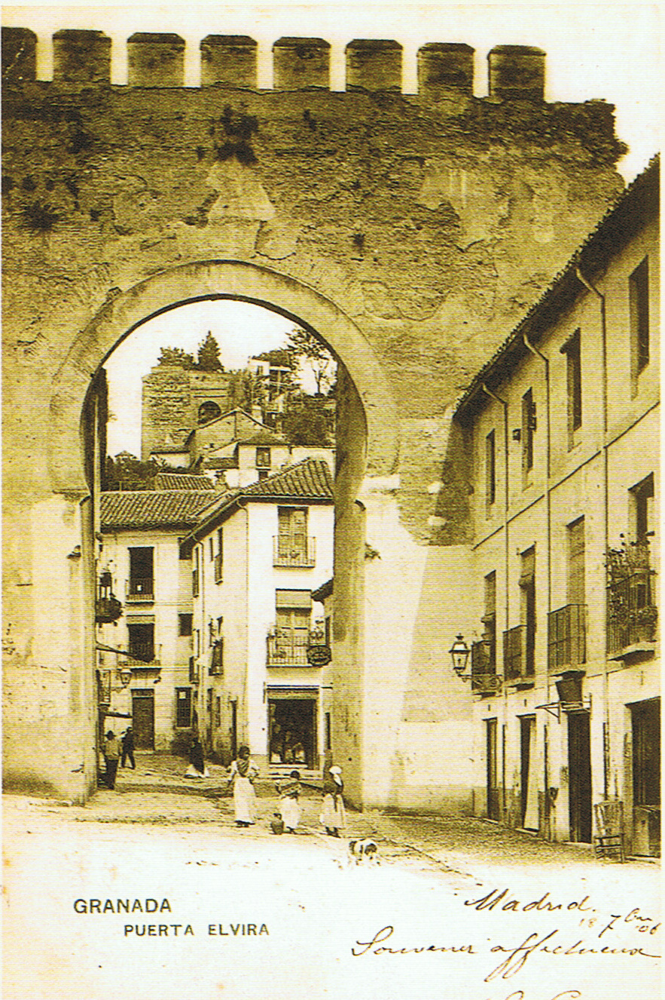 GRANADA
PUERTA ELVIRA
Madrid.
18 7bre 06
Souvenir affectueux